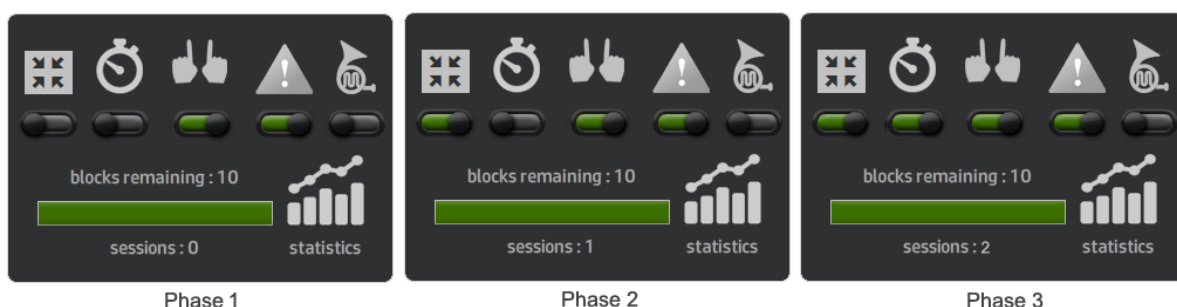 blocks remaining : 10
sessions : 0
statistics
Phase 1
blocks remaining : 10
sessions : 1
statistics
Phase 2
blocks remaining : 10
sessions : 2
statistics
Phase 3